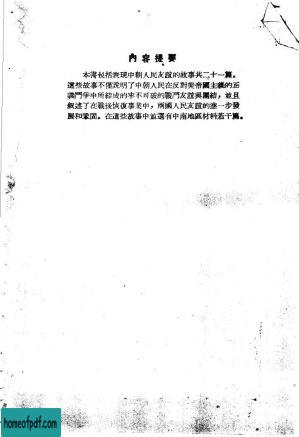 內容提要
本書包括表現中朝人民友誼的故事共二十一篇。
這些故事不僅說明了中朝人民在反對美帝國主義的正
義鬥爭中所結成的牢不可破的戰鬥友誼與團結，並且
叙述了在戰後恢復事業中，兩國人民友誼的進一步發
展和鞏固。在這些故事中並選有中南地區材料若干篇。
homeofpdf.com